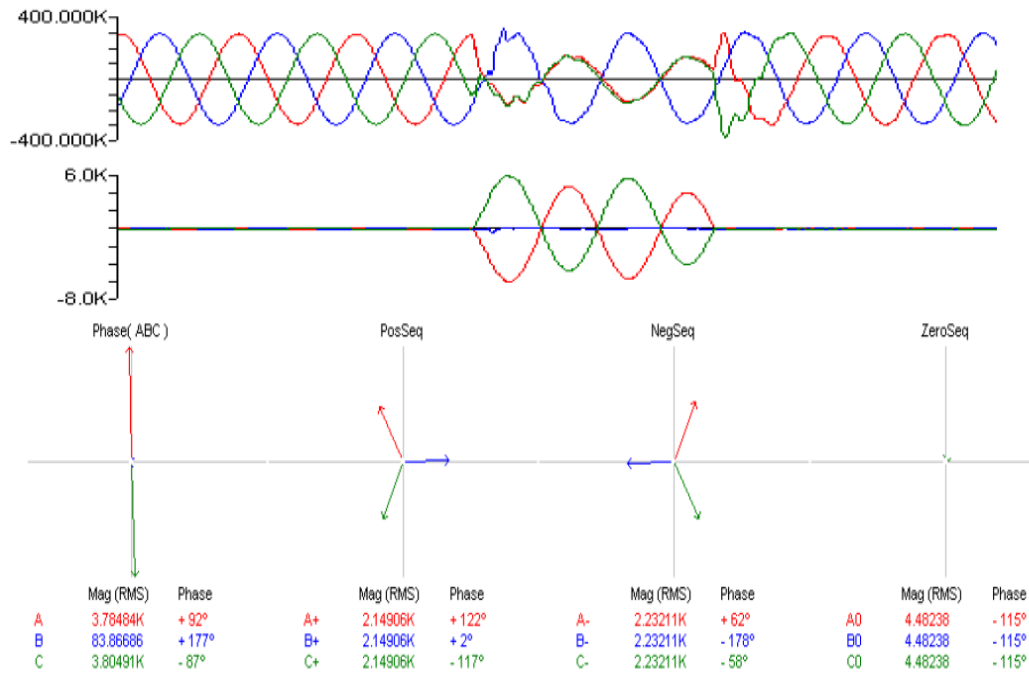 400.000K
-400.000K
6.0K
-8.0K
Phase( ABC ) PosSeq NegSeq ZeroSeq
Mag (RMS) Phase Mag (RMS) Phase Mag (RMS) Phase Mag (RMS) Phase
A 3.78484K + 92° A+ 2.14906K + 122° A- 2.23211K + 62° A0 4.48238 - 115°
B 83.86686 + 177° B+ 2.14906K + 2° B- 2.23211K - 178° B0 4.48238 - 115°
C 3.80491K - 87° C+ 2.14906K - 117° C- 2.23211K - 58° C0 4.48238 - 115°